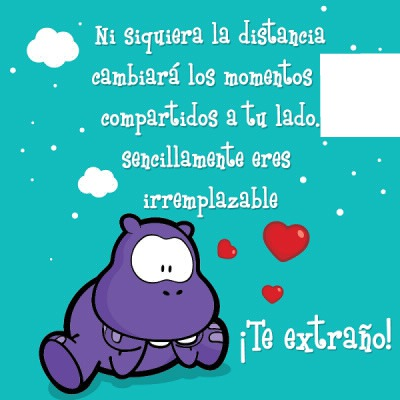 Ni siquiera la distancia
cambiará los momentos
compartidos a tu lado.
sencillamente eres
irremplazable
¡Te extraño!